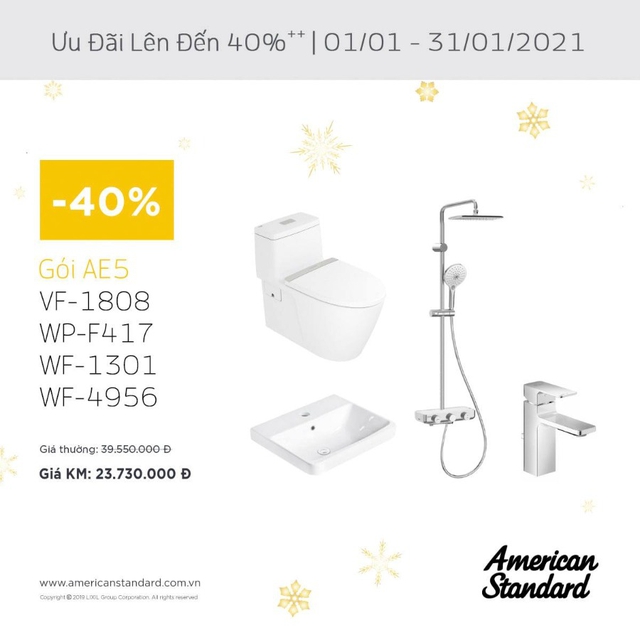 Ưu Đãi Lên Đến 40%++ | 01/01 - 31/01/2021
-40%
Gói AE5
VF-1808
WP-F417
WF-1301
WF-4956
Giá thường: 39.550.000 Đ
Giá KM: 23.730.000 Đ
www.americanstandard.com.vn
Copyright © 2019 LIXIL Group Corporation. All rights reserved.
American
Standard